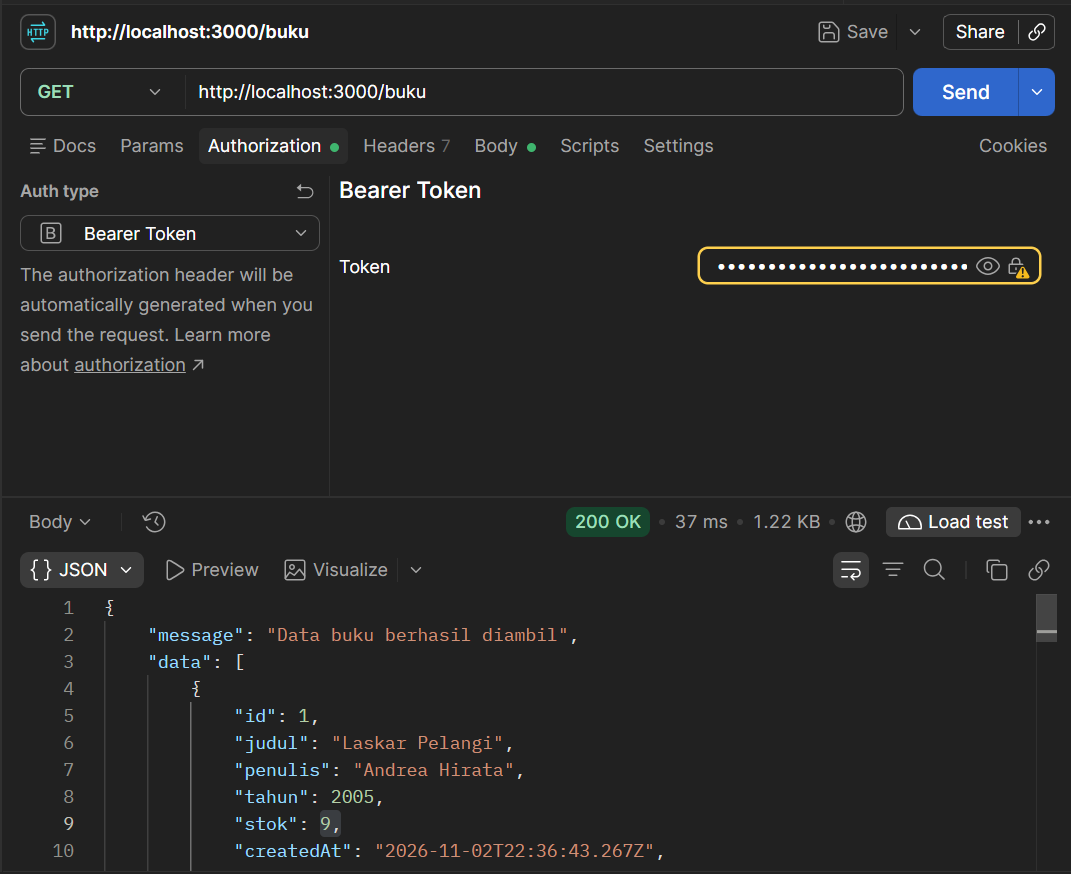 HTTP http://localhost:3000/buku Save Share
GET http://localhost:3000/buku Send
Docs Params Authorization Headers 7 Body Scripts Settings Cookies
Auth type
B Bearer Token
The authorization header will be
automatically generated when you
send the request. Learn more
about authorization ↗
Bearer Token
Token ••••••••••••••••••••••••
Body 200 OK • 37 ms • 1.22 KB • Load test
{} JSON Preview Visualize
1 {
2 "message": "Data buku berhasil diambil",
3 "data": [
4 {
5 "id": 1,
6 "judul": "Laskar Pelangi",
7 "penulis": "Andrea Hirata",
8 "tahun": 2005,
9 "stok": 9,
10 "createdAt": "2026-11-02T22:36:43.267Z",